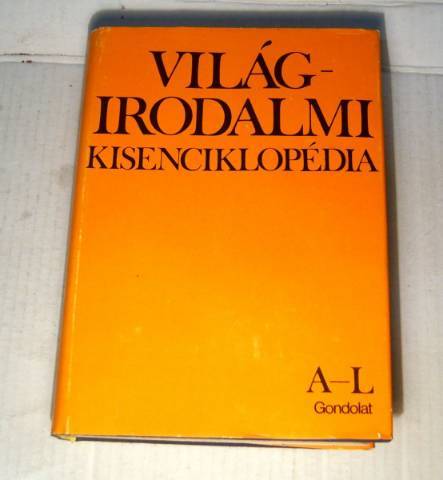 VILÁG-
IRODALMI
KISENCIKLOPÉDIA
A–L
Gondolat